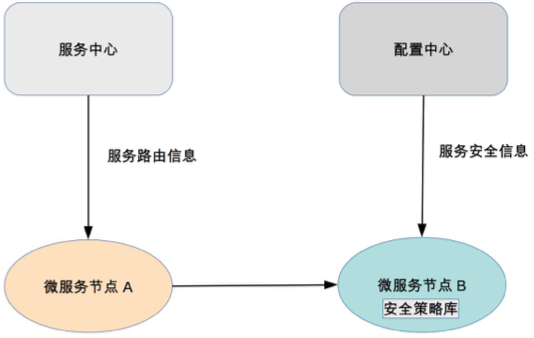 服务中心
配置中心
服务路由信息
服务安全信息
微服务节点 A
微服务节点 B
安全策略库